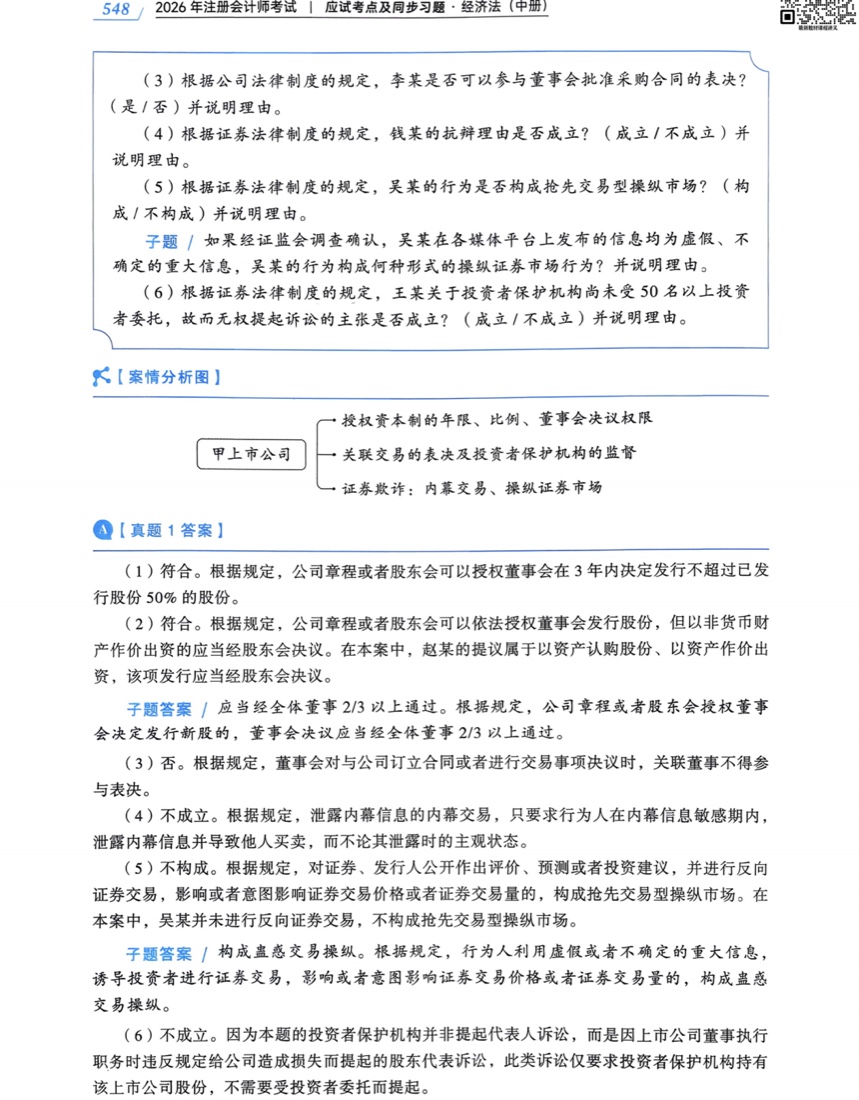 548 2026 年注册会计师考试 | 应试考点及同步习题·经济法（中册）
（3）根据公司法律制度的规定，李某是否可以参与董事会批准采购合同的表决？
（是 / 否）并说明理由。
（4）根据证券法律制度的规定，钱某的抗辩理由是否成立？（成立 / 不成立）并
说明理由。
（5）根据证券法律制度的规定，吴某的行为是否构成抢先交易型操纵市场？（构
成 / 不构成）并说明理由。
子题 / 如果经证监会调查确认，吴某在各媒体平台上发布的信息均为虚假、不
确定的重大信息，吴某的行为构成何种形式的操纵证券市场行为？并说明理由。
（6）根据证券法律制度的规定，王某关于投资者保护机构尚未受 50 名以上投资
者委托，故而无权提起诉讼的主张是否成立？（成立 / 不成立）并说明理由。
【案情分析图】
甲上市公司
授权资本制的年限、比例、董事会决议权限
关联交易的表决及投资者保护机构的监督
证券欺诈：内幕交易、操纵证券市场
A【真题 1 答案】
（1）符合。根据规定，公司章程或者股东会可以授权董事会在 3 年内决定发行不超过已发
行股份 50% 的股份。
（2）符合。根据规定，公司章程或者股东会可以依法授权董事会发行股份，但以非货币财
产作价出资的应当经股东会决议。在本案中，赵某的提议属于以资产认购股份、以资产作价出
资，该项发行应当经股东会决议。
子题答案 / 应当经全体董事 2/3 以上通过。根据规定，公司章程或者股东会授权董事
会决定发行新股的，董事会决议应当经全体董事 2/3 以上通过。
（3）否。根据规定，董事会对与公司订立合同或者进行交易事项决议时，关联董事不得参
与表决。
（4）不成立。根据规定，泄露内幕信息的内幕交易，只要求行为人在内幕信息敏感期内，
泄露内幕信息并导致他人买卖，而不论其泄露时的主观状态。
（5）不构成。根据规定，对证券、发行人公开作出评价、预测或者投资建议，并进行反向
证券交易，影响或者意图影响证券交易价格或者证券交易量的，构成抢先交易型操纵市场。在
本案中，吴某并未进行反向证券交易，不构成抢先交易型操纵市场。
子题答案 / 构成蛊惑交易操纵。根据规定，行为人利用虚假或者不确定的重大信息，
诱导投资者进行证券交易，影响或者意图影响证券交易价格或者证券交易量的，构成蛊惑
交易操纵。
（6）不成立。因为本题的投资者保护机构并非提起代表人诉讼，而是因上市公司董事执行
职务时违反规定给公司造成损失而提起的股东代表诉讼，此类诉讼仅要求投资者保护机构持有
该上市公司股份，不需要受投资者委托而提起。